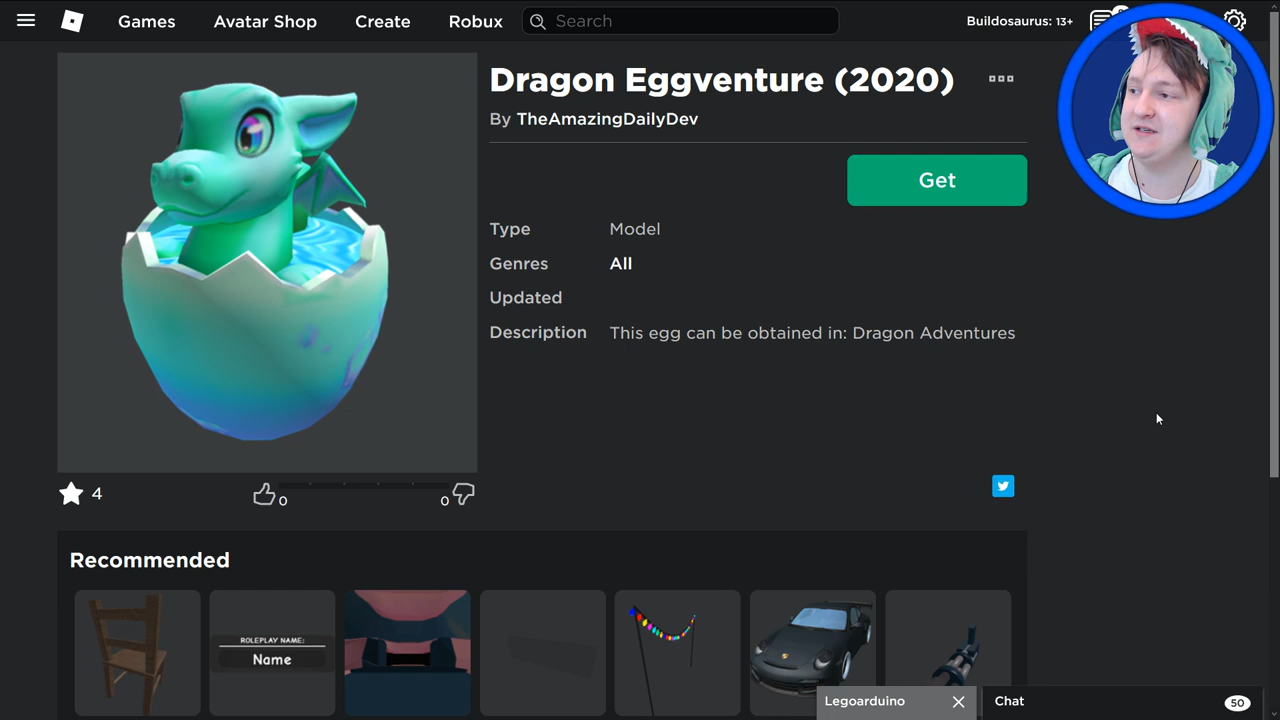 Games
Avatar Shop
Create
Robux
Search
Buildosaurus: 13+
Dragon Eggventure (2020)
By TheAmazingDailyDev
Get
Type Model
Genres All
Updated
Description This egg can be obtained in: Dragon Adventures
4
0
0
Recommended
ROLEPLAY NAME:
Name
Legoarduino
Chat
50